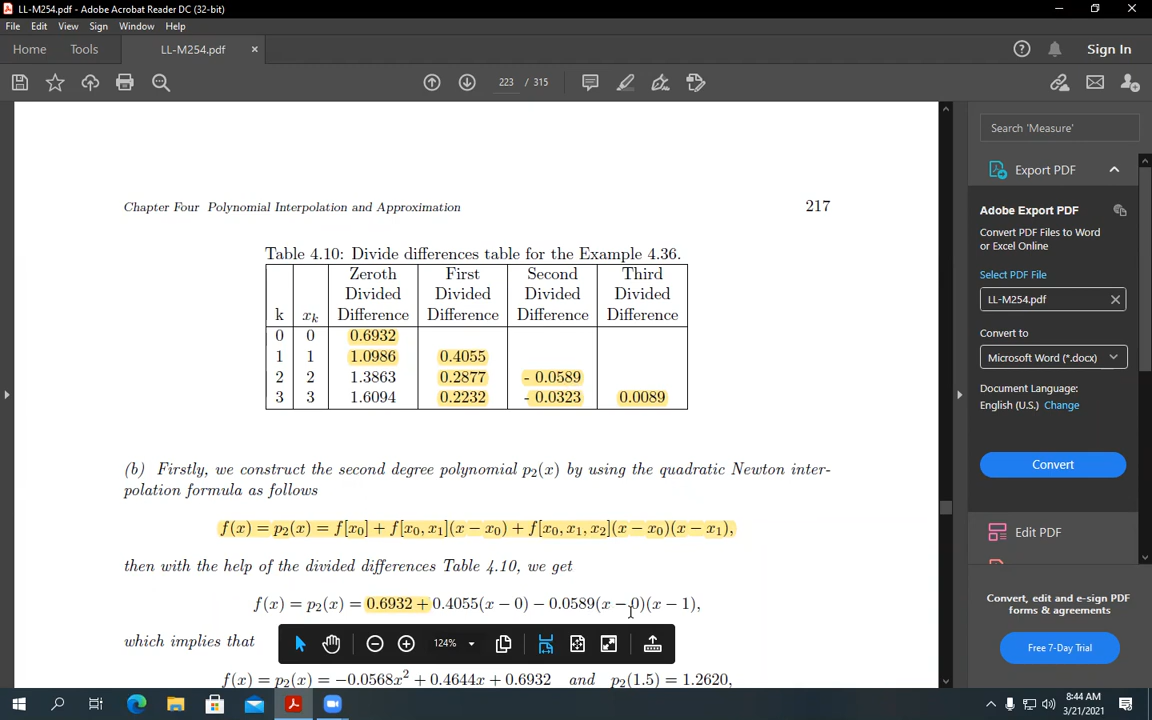 LL-M254.pdf - Adobe Acrobat Reader DC (32-bit)
File Edit View Sign Window Help
Home Tools LL-M254.pdf × Sign In
223 / 315
Search 'Measure'
Export PDF
Adobe Export PDF
Convert PDF Files to Word
or Excel Online
Select PDF File
LL-M254.pdf
Convert to
Microsoft Word (*.docx)
Document Language:
English (U.S.) Change
Convert
Edit PDF
Convert, edit and e-sign PDF
forms & agreements
Free 7-Day Trial
Chapter Four Polynomial Interpolation and Approximation 217
Table 4.10: Divide differences table for the Example 4.36.
Zeroth First Second Third
Divided Divided Divided Divided
k xₖ Difference Difference Difference Difference
0 0 0.6932
1 1 1.0986 0.4055
2 2 1.3863 0.2877 - 0.0589
3 3 1.6094 0.2232 - 0.0323 0.0089
(b) Firstly, we construct the second degree polynomial p₂(x) by using the quadratic Newton inter-
polation formula as follows
f(x) = p₂(x) = f[x₀] + f[x₀, x₁](x − x₀) + f[x₀, x₁, x₂](x − x₀)(x − x₁),
then with the help of the divided differences Table 4.10, we get
f(x) = p₂(x) = 0.6932 + 0.4055(x − 0) − 0.0589(x − 0)(x − 1),
which implies that
124%
f(x) = p₂(x) = −0.0568x² + 0.4644x + 0.6932 and p₂(1.5) = 1.2620,
8:44 AM
3/21/2021